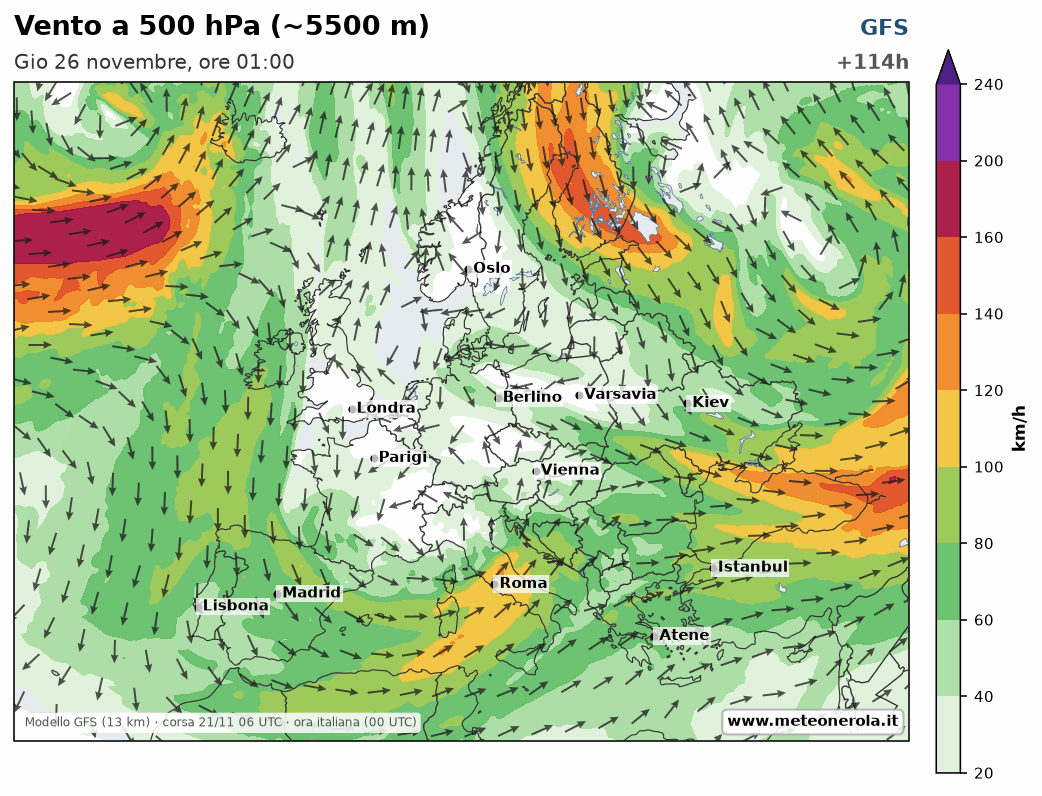 Vento a 500 hPa (~5500 m)
GFS
Gio 26 novembre, ore 01:00
+114h
240
200
160
140
120
100
80
60
40
20
km/h
Oslo
Berlino
Varsavia
Kiev
Londra
Parigi
Vienna
Istanbul
Roma
Madrid
Lisbona
Atene
Modello GFS (13 km) · corsa 21/11 06 UTC · ora italiana (00 UTC)
www.meteonerola.it